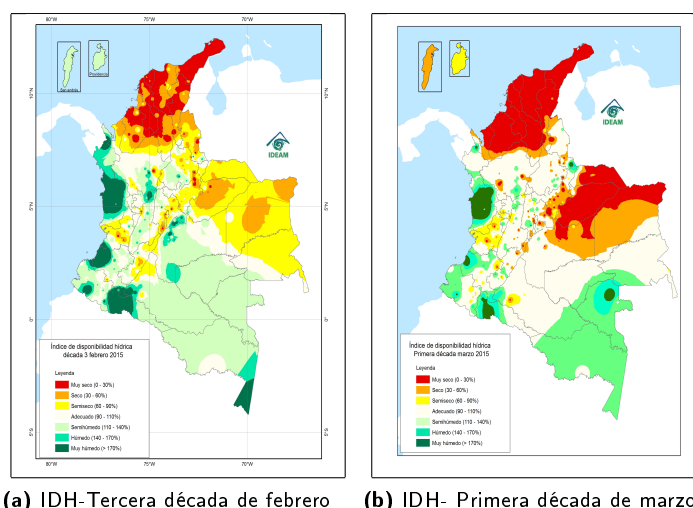 80°W
75°W
70°W
10°N
5°N
0°
5°S
Providencia
IDEAM
Índice de disponibilidad hídrica
década 3 febrero 2015
Leyenda
Muy seco (0 - 30%)
Seco (30 - 60%)
Semiseco (60 - 90%)
Adecuado (90 - 110%)
Semihúmedo (110 - 140%)
Húmedo (140 - 170%)
Muy húmedo (> 170%)
80°W
75°W
70°W
(a) IDH-Tercera década de febrero
IDEAM
Índice de disponibilidad hídrica
Primera década marzo 2015
Leyenda
Muy seco (0 - 30%)
Seco (30 - 60%)
Semiseco (60 - 90%)
Adecuado (90 - 110%)
Semihúmedo (110 - 140%)
Húmedo (140 - 170%)
Muy húmedo (> 170%)
(b) IDH- Primera década de marzo